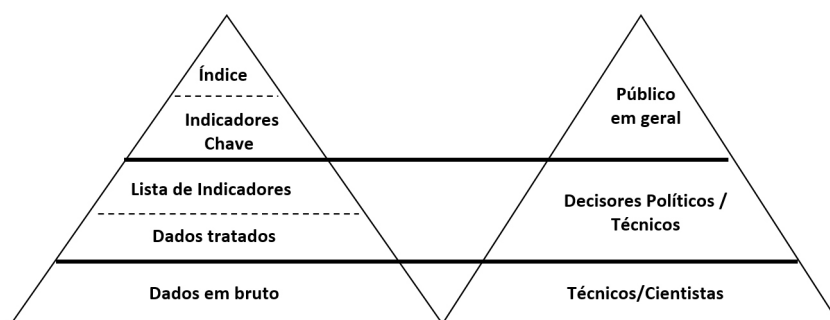 Índice
Indicadores
Chave
Lista de Indicadores
Dados tratados
Dados em bruto
Público
em geral
Decisores Políticos /
Técnicos
Técnicos/Cientistas